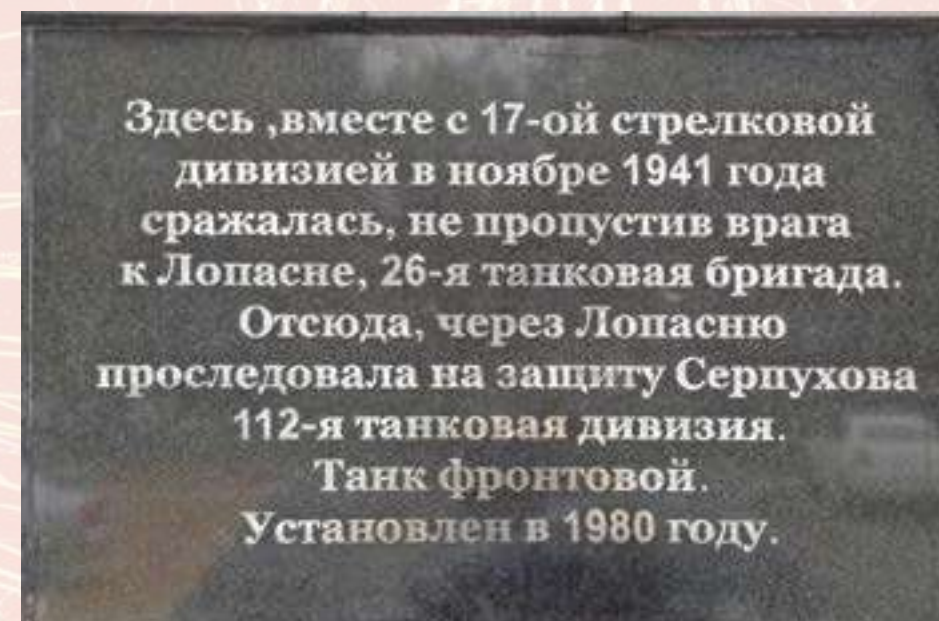 Здесь ,вместе с 17-ой стрелковой
дивизией в ноябре 1941 года
сражалась, не пропустив врага
к Лопасне, 26-я танковая бригада.
Отсюда, через Лопасню
проследовала на защиту Серпухова
112-я танковая дивизия.
Танк фронтовой.
Установлен в 1980 году.